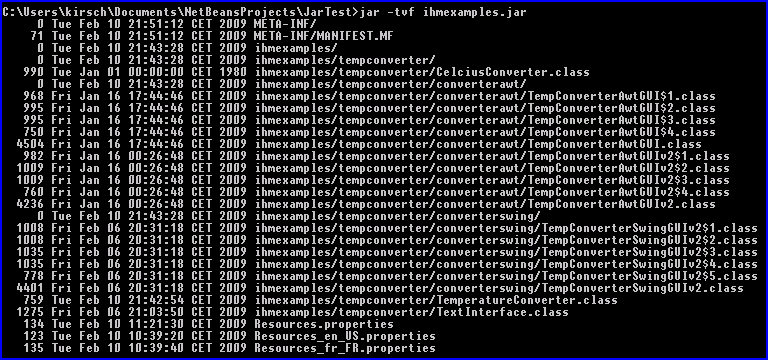 C:\Users\kirsch\Documents\NetBeansProjects\JarTest>jar -tvf ihmexamples.jar
0 Tue Feb 10 21:51:12 CET 2009 META-INF/
71 Tue Feb 10 21:51:12 CET 2009 META-INF/MANIFEST.MF
0 Tue Feb 10 21:43:28 CET 2009 ihmexamples/
0 Tue Feb 10 21:43:28 CET 2009 ihmexamples/tempconverter/
990 Tue Jan 01 00:00:00 CET 1980 ihmexamples/tempconverter/CelciusConverter.class
0 Tue Feb 10 21:43:28 CET 2009 ihmexamples/tempconverter/converterawt/
968 Fri Jan 16 17:44:46 CET 2009 ihmexamples/tempconverter/converterawt/TempConverterAwtGUI$1.class
995 Fri Jan 16 17:44:46 CET 2009 ihmexamples/tempconverter/converterawt/TempConverterAwtGUI$2.class
995 Fri Jan 16 17:44:46 CET 2009 ihmexamples/tempconverter/converterawt/TempConverterAwtGUI$3.class
750 Fri Jan 16 17:44:46 CET 2009 ihmexamples/tempconverter/converterawt/TempConverterAwtGUI$4.class
4504 Fri Jan 16 17:44:46 CET 2009 ihmexamples/tempconverter/converterawt/TempConverterAwtGUI.class
982 Fri Jan 16 00:26:48 CET 2009 ihmexamples/tempconverter/converterawt/TempConverterAwtGUIv2$1.class
1009 Fri Jan 16 00:26:48 CET 2009 ihmexamples/tempconverter/converterawt/TempConverterAwtGUIv2$2.class
1009 Fri Jan 16 00:26:48 CET 2009 ihmexamples/tempconverter/converterawt/TempConverterAwtGUIv2$3.class
760 Fri Jan 16 00:26:48 CET 2009 ihmexamples/tempconverter/converterawt/TempConverterAwtGUIv2$4.class
4236 Fri Jan 16 00:26:48 CET 2009 ihmexamples/tempconverter/converterawt/TempConverterAwtGUIv2.class
0 Tue Feb 10 21:43:28 CET 2009 ihmexamples/tempconverter/converterswing/
1008 Fri Feb 06 20:31:18 CET 2009 ihmexamples/tempconverter/converterswing/TempConverterSwingGUIv2$1.class
1008 Fri Feb 06 20:31:18 CET 2009 ihmexamples/tempconverter/converterswing/TempConverterSwingGUIv2$2.class
1035 Fri Feb 06 20:31:18 CET 2009 ihmexamples/tempconverter/converterswing/TempConverterSwingGUIv2$3.class
1035 Fri Feb 06 20:31:18 CET 2009 ihmexamples/tempconverter/converterswing/TempConverterSwingGUIv2$4.class
778 Fri Feb 06 20:31:18 CET 2009 ihmexamples/tempconverter/converterswing/TempConverterSwingGUIv2$5.class
4401 Fri Feb 06 20:31:18 CET 2009 ihmexamples/tempconverter/converterswing/TempConverterSwingGUIv2.class
759 Tue Feb 10 21:42:54 CET 2009 ihmexamples/tempconverter/TemperatureConverter.class
1275 Fri Feb 06 21:03:50 CET 2009 ihmexamples/tempconverter/TextInterface.class
134 Tue Feb 10 11:21:30 CET 2009 Resources.properties
123 Tue Feb 10 10:39:20 CET 2009 Resources_en_US.properties
135 Tue Feb 10 10:39:40 CET 2009 Resources_fr_FR.properties